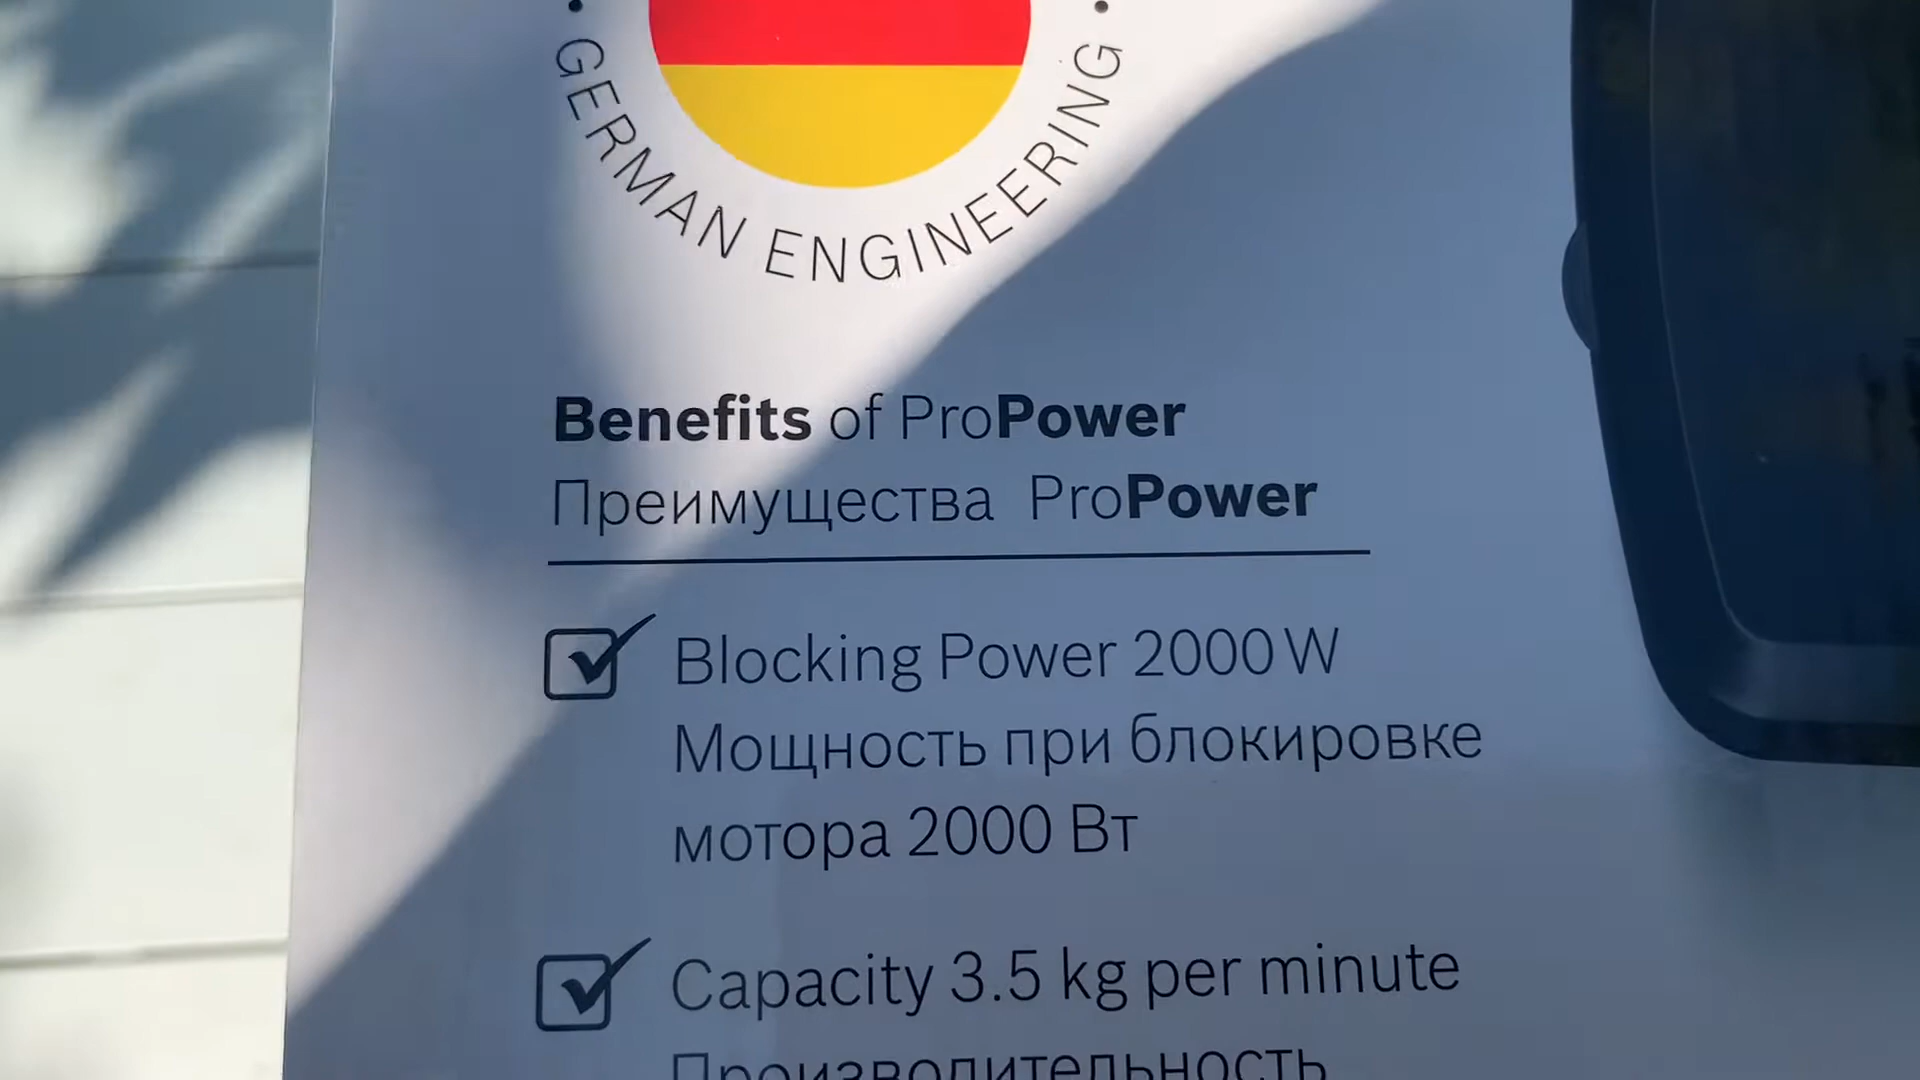 • GERMAN ENGINEERING •
Benefits of ProPower
Преимущества ProPower
Blocking Power 2000 W
Мощность при блокировке
мотора 2000 Вт
Capacity 3.5 kg per minute
Производительность